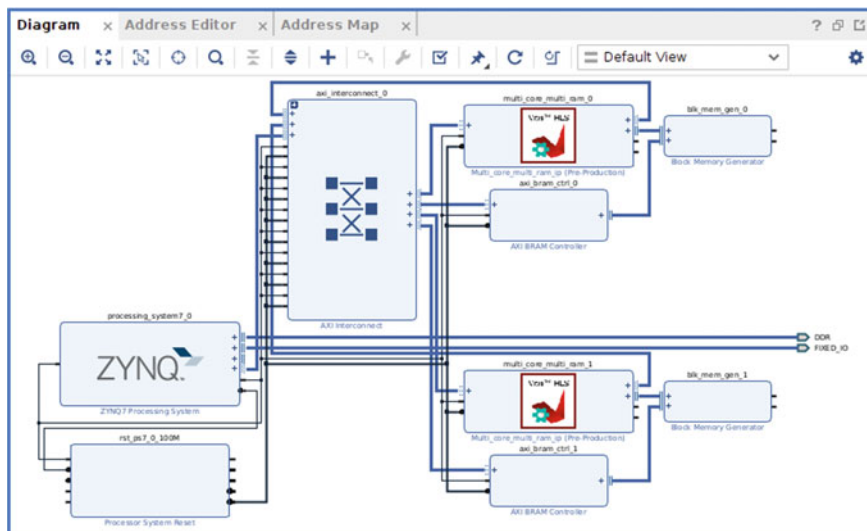 Diagram × Address Editor × Address Map × ?
Default View
axi_interconnect_0
AXI Interconnect
multi_core_multi_ram_0
HLS
Multi_core_multi_ram_ip (Pre-Production)
blk_mem_gen_0
Block Memory Generator
axi_bram_ctrl_0
AXI BRAM Controller
processing_system7_0
ZYNQ
ZYNQ7 Processing System
DDR
FIXED_IO
multi_core_multi_ram_1
HLS
Multi_core_multi_ram_ip (Pre-Production)
blk_mem_gen_1
Block Memory Generator
rst_ps7_0_100M
Processor System Reset
axi_bram_ctrl_1
AXI BRAM Controller